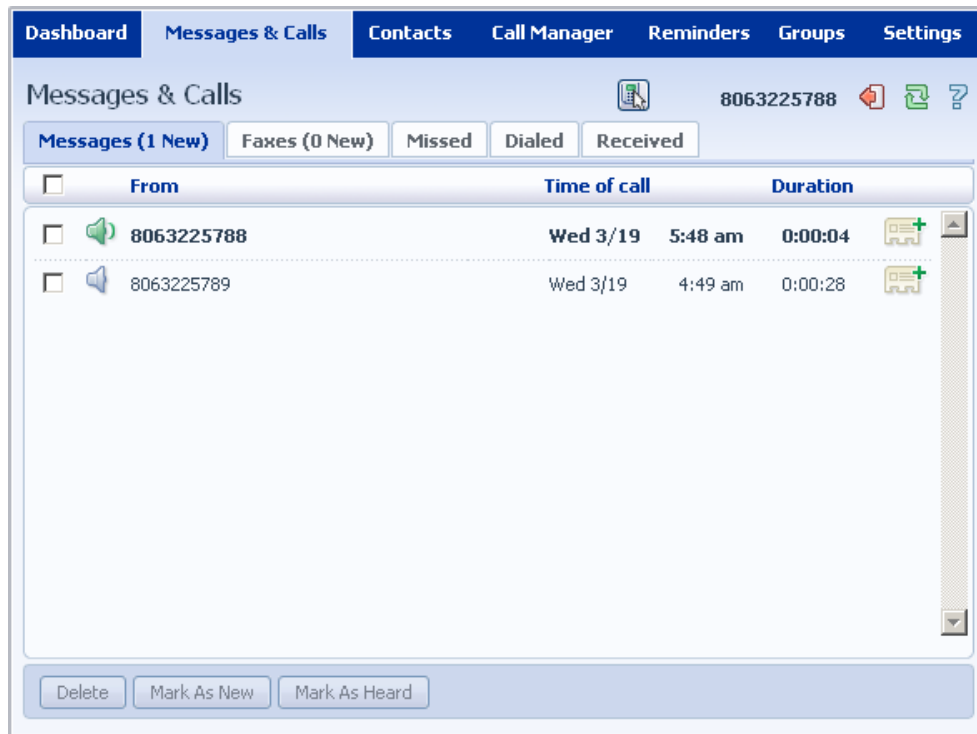 Dashboard Messages & Calls Contacts Call Manager Reminders Groups Settings
Messages & Calls 8063225788 ?
Messages (1 New) Faxes (0 New) Missed Dialed Received
From Time of call Duration
8063225788 Wed 3/19 5:48 am 0:00:04
8063225789 Wed 3/19 4:49 am 0:00:28
Delete Mark As New Mark As Heard